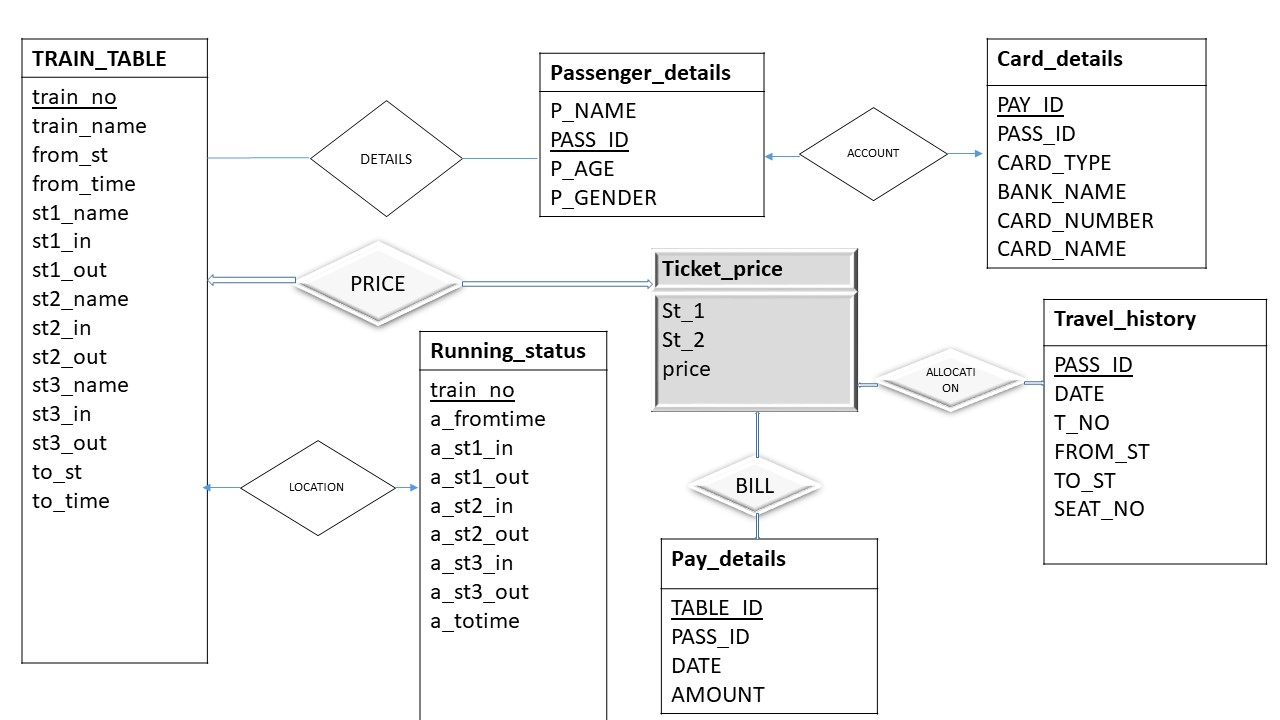 TRAIN_TABLE
train_no
train_name
from_st
from_time
st1_name
st1_in
st1_out
st2_name
st2_in
st2_out
st3_name
st3_in
st3_out
to_st
to_time
DETAILS
Passenger_details
P_NAME
PASS_ID
P_AGE
P_GENDER
ACCOUNT
Card_details
PAY_ID
PASS_ID
CARD_TYPE
BANK_NAME
CARD_NUMBER
CARD_NAME
PRICE
Ticket_price
St_1
St_2
price
ALLOCATI
ON
Travel_history
PASS_ID
DATE
T_NO
FROM_ST
TO_ST
SEAT_NO
LOCATION
Running_status
train_no
a_fromtime
a_st1_in
a_st1_out
a_st2_in
a_st2_out
a_st3_in
a_st3_out
a_totime
BILL
Pay_details
TABLE_ID
PASS_ID
DATE
AMOUNT